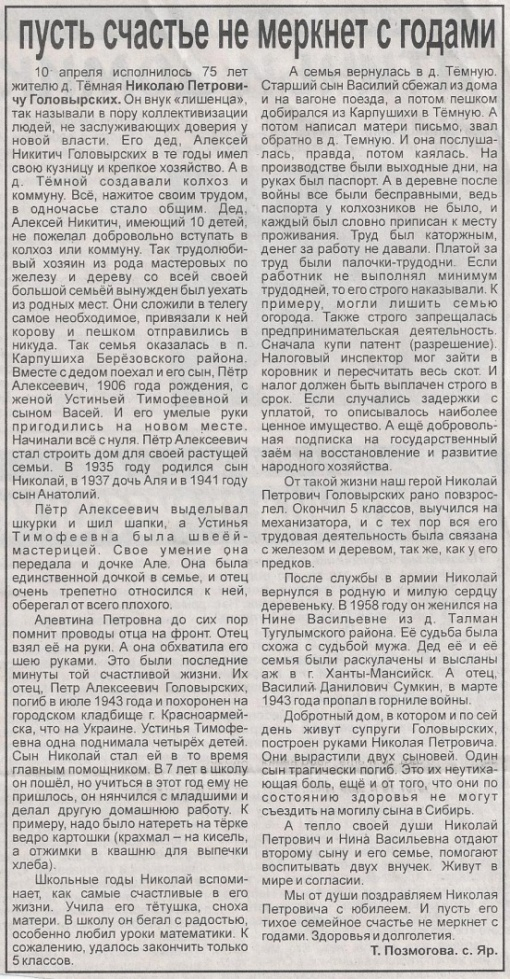 пусть счастье не меркнет с годами
10 апреля исполнилось 75 лет
жителю д. Тёмная Николаю Петрови-
чу Головырских. Он внук «лишенца»,
так называли в пору коллективизации
людей, не заслуживающих доверия у
новой власти. Его дед, Алексей
Никитич Головырских в те годы имел
свою кузницу и крепкое хозяйство. А в
д. Тёмной создавали колхоз и
коммуну. Всё, нажитое своим трудом,
в одночасье стало общим. Дед,
Алексей Никитич, имеющий 10 детей,
не пожелал добровольно вступать в
колхоз или коммуну. Так трудолюби-
вый хозяин из рода мастеровых по
железу и дереву со всей своей
большой семьёй вынужден был уехать
из родных мест. Они сложили в телегу
самое необходимое, привязали к ней
корову и пешком отправились в
никуда. Так семья оказалась в п.
Карпушиха Берёзовского района.
Вместе с дедом поехал и его сын, Пётр
Алексеевич, 1906 года рождения, с
женой Устиньей Тимофеевной и
сыном Васей. И его умелые руки
пригодились на новом месте.
Начинали всё с нуля. Пётр Алексеевич
стал строить дом для своей растущей
семьи. В 1935 году родился сын
Николай, в 1937 дочь Аля и в 1941 году
сын Анатолий.
Пётр Алексеевич выделывал
шкурки и шил шапки, а Устинья
Тимофеевна была швеёй-
мастерицей. Свое умение она
передала и дочке Але. Она была
единственной дочкой в семье, и отец
очень трепетно относился к ней,
оберегал от всего плохого.
Алевтина Петровна до сих пор
помнит проводы отца на фронт. Отец
взял её на руки. А она обхватила его
шею руками. Это были последние
минуты той счастливой жизни. Их
отец, Петр Алексеевич Головырских,
погиб в июле 1943 года и похоронен на
городском кладбище г. Красноармей-
ска, что на Украине. Устинья Тимофе-
евна одна поднимала четырёх детей.
Сын Николай стал ей в то время
главным помощником. В 7 лет в школу
он пошёл, но учиться в этот год ему не
пришлось, он нянчился с младшими и
делал другую домашнюю работу. К
примеру, надо было натереть на тёрке
ведро картошки (крахмал – на кисель,
а отжимки в квашню для выпечки
хлеба).
Школьные годы Николай вспоми-
нает, как самые счастливые в его
жизни. Учила его тётушка, сноха
матери. В школу он бегал с радостью,
особенно любил уроки математики. К
сожалению, удалось закончить только
5 классов.
А семья вернулась в д. Тёмную.
Старший сын Василий сбежал из дома
и на вагоне поезда, а потом пешком
добирался из Карпушихи в Тёмную. А
потом написал матери письмо, звал
обратно в д. Темную. И она послуша-
лась, правда, потом каялась. На
производстве были выходные дни, на
руках был паспорт. А в деревне после
войны все были бесправными, ведь
паспорта у колхозников не было, и
каждый был словно приписан к месту
проживания. Труд был каторжным,
денег за работу не давали. Платой за
труд были палочки-трудодни. Если
работник не выполнял минимум
трудодней, то его строго наказывали. К
примеру, могли лишить семью
огорода. Также строго запрещалась
предпринимательская деятельность.
Сначала купи патент (разрешение).
Налоговый инспектор мог зайти в
коровник и пересчитать весь скот. И
налог должен быть выплачен строго в
срок. Если случались задержки с
уплатой, то описывалось наиболее
ценное имущество. А ещё доброволь-
ная подписка на государственный
заём на восстановление и развитие
народного хозяйства.
От такой жизни наш герой Николай
Петрович Головырских рано повзрос-
лел. Окончил 5 классов, выучился на
механизатора, и с тех пор вся его
трудовая деятельность была связана
с железом и деревом, так же, как у его
предков.
После службы в армии Николай
вернулся в родную и милую сердцу
деревеньку. В 1958 году он женился на
Нине Васильевне из д. Талман
Тугулымского района. Её судьба была
схожа с судьбой мужа. Дед её и её
семья были раскулачены и высланы
аж в г. Ханты-Мансийск. А отец,
Василий Данилович Сумкин, в марте
1943 года пропал в горниле войны.
Добротный дом, в котором и по сей
день живут супруги Головырских,
построен руками Николая Петровича.
Они вырастили двух сыновей. Один
сын трагически погиб. Это их неутиха-
ющая боль, ещё и от того, что они по
состоянию здоровья не могут
съездить на могилу сына в Сибирь.
А тепло своей души Николай
Петрович и Нина Васильевна отдают
второму сыну и его семье, помогают
воспитывать двух внучек. Живут в
мире и согласии.
Мы от души поздравляем Николая
Петровича с юбилеем. И пусть его
тихое семейное счастье не меркнет с
годами. Здоровья и долголетия.
Т. Позмогова. с. Яр.